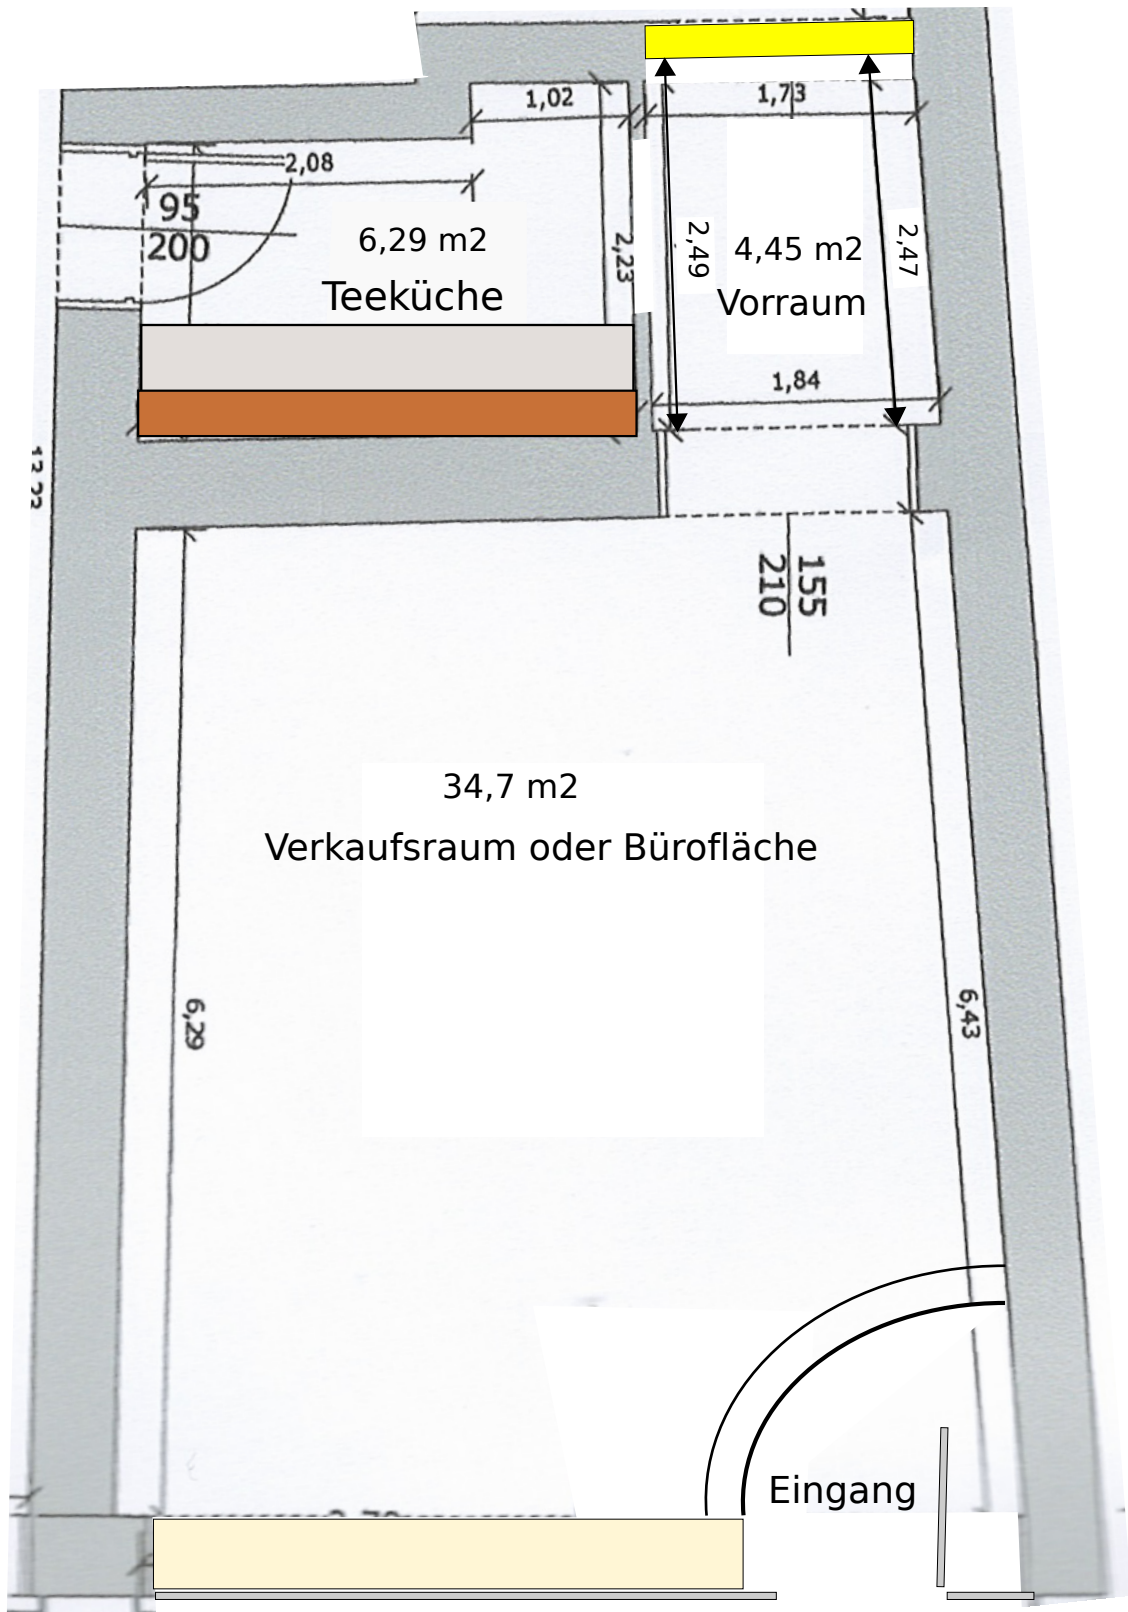 1,02
1,73
2,08
95
200
6,29 m2
Teeküche
2,23
2,49
4,45 m2
Vorraum
2,47
1,84
155
210
34,7 m2
Verkaufsraum oder Bürofläche
6,29
6,43
Eingang